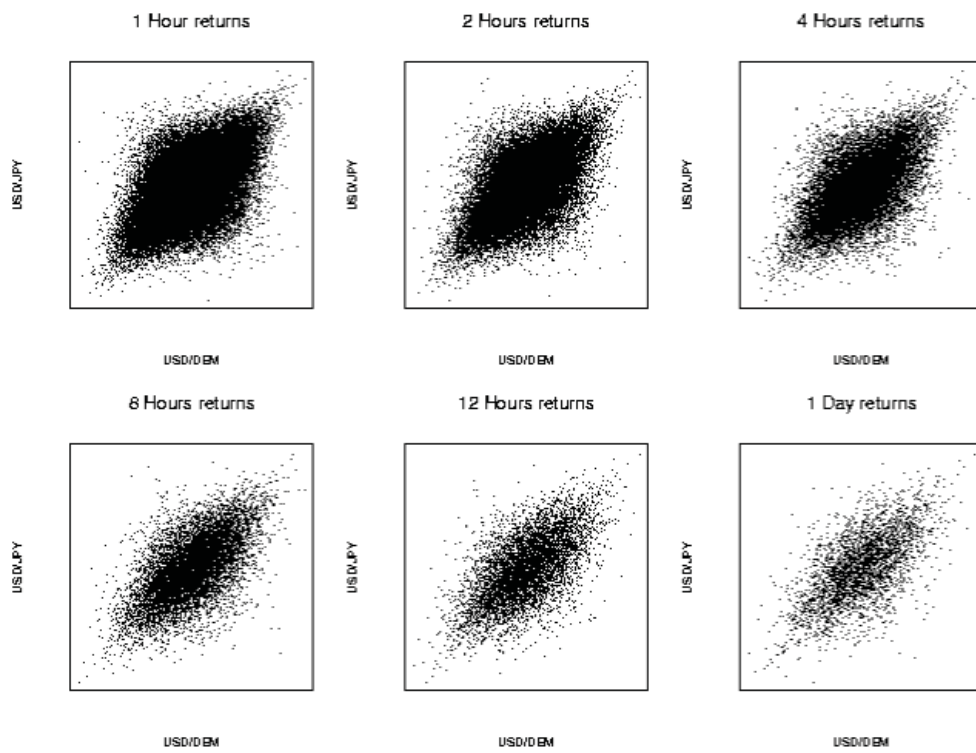 1 Hour returns
2 Hours returns
4 Hours returns
USD/JPY
USD/JPY
USD/JPY
USD/DEM
USD/DEM
USD/DEM
8 Hours returns
12 Hours returns
1 Day returns
USD/JPY
USD/JPY
USD/JPY
USD/DEM
USD/DEM
USD/DEM